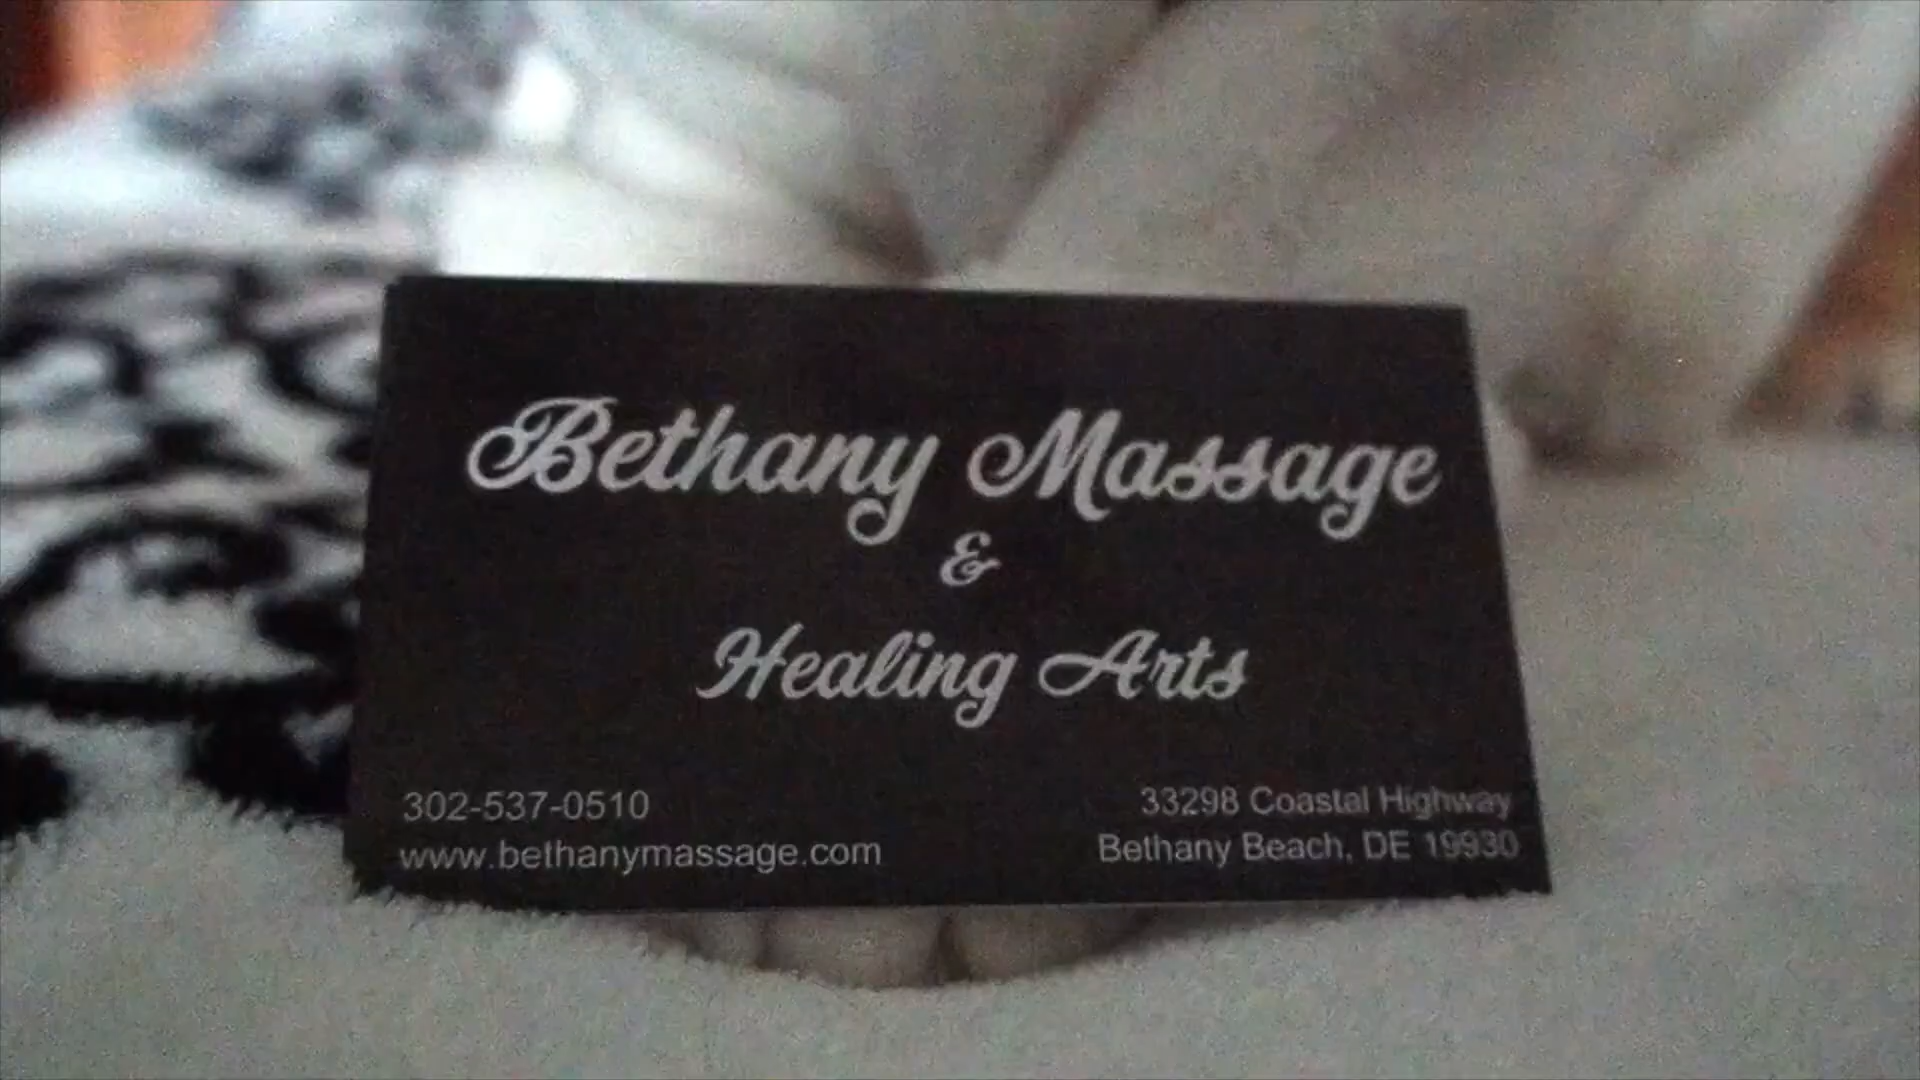 Bethany Massage
&
Healing Arts
302-537-0510
www.bethanymassage.com
33298 Coastal Highway
Bethany Beach, DE 19930